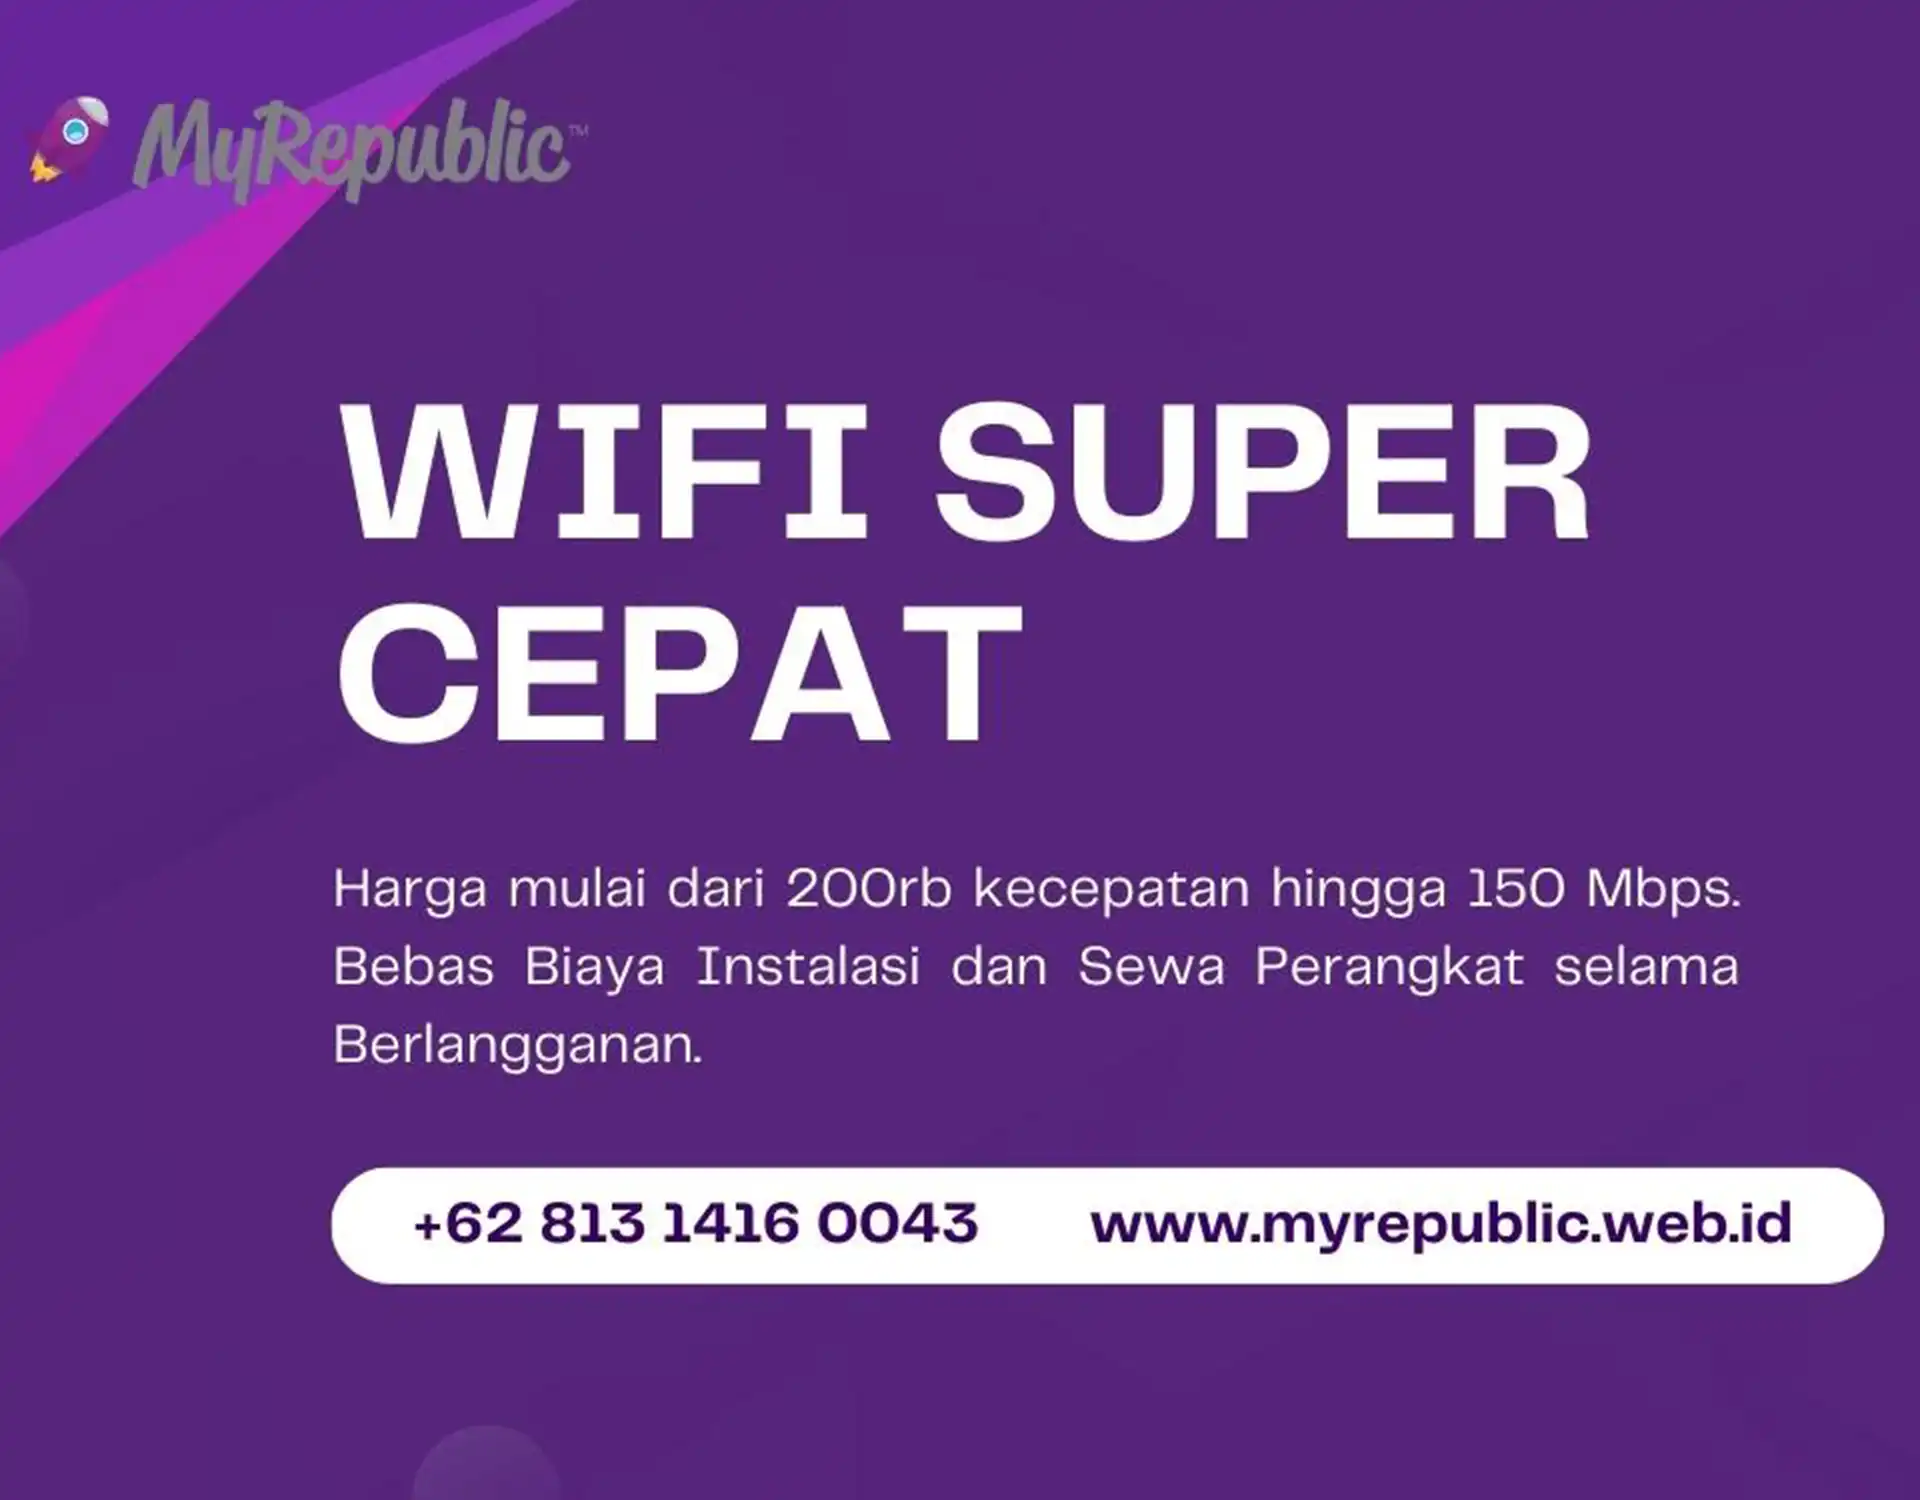 MyRepublic™
WIFI SUPER
CEPAT
Harga mulai dari 200rb kecepatan hingga 150 Mbps.
Bebas Biaya Instalasi dan Sewa Perangkat selama
Berlangganan.
+62 813 1416 0043 www.myrepublic.web.id